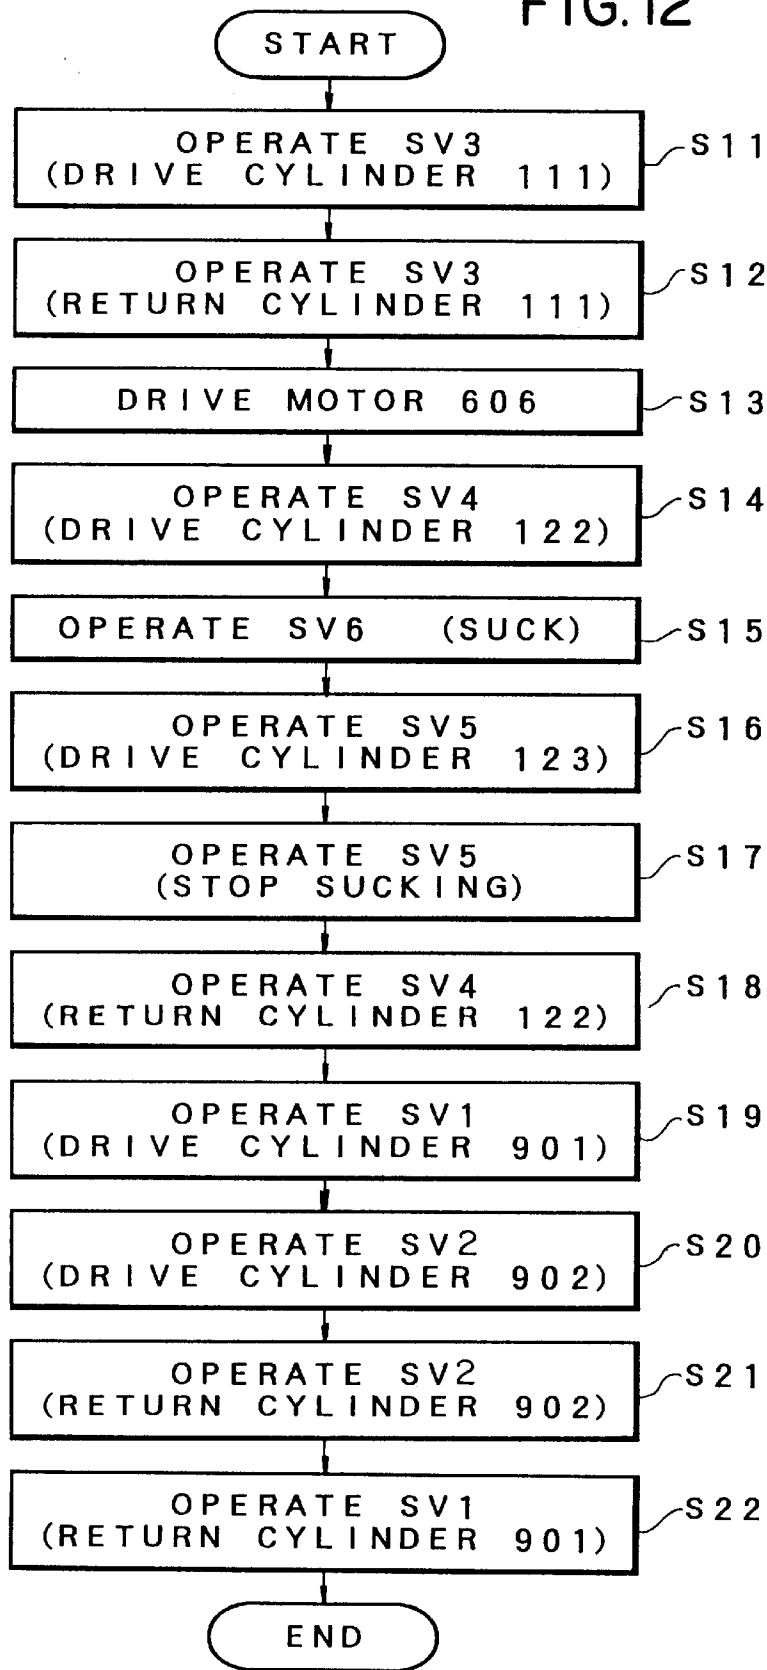 FIG. 12
START
OPERATE SV3
(DRIVE CYLINDER 111)
S11
OPERATE SV3
(RETURN CYLINDER 111)
S12
DRIVE MOTOR 606
S13
OPERATE SV4
(DRIVE CYLINDER 122)
S14
OPERATE SV6 (SUCK)
S15
OPERATE SV5
(DRIVE CYLINDER 123)
S16
OPERATE SV5
(STOP SUCKING)
S17
OPERATE SV4
(RETURN CYLINDER 122)
S18
OPERATE SV1
(DRIVE CYLINDER 901)
S19
OPERATE SV2
(DRIVE CYLINDER 902)
S20
OPERATE SV2
(RETURN CYLINDER 902)
S21
OPERATE SV1
(RETURN CYLINDER 901)
S22
END